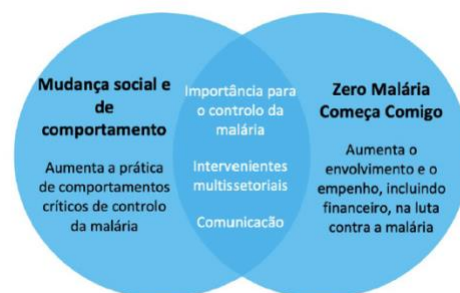 Mudança social e
de
comportamento
Aumenta a prática
de comportamentos
críticos de controlo
da malária
Importância para
o controlo da
malária
Intervenientes
multissetoriais
Comunicação
Zero Malária
Começa Comigo
Aumenta o
envolvimento e o
empenho, incluindo
financeiro, na luta
contra a malária